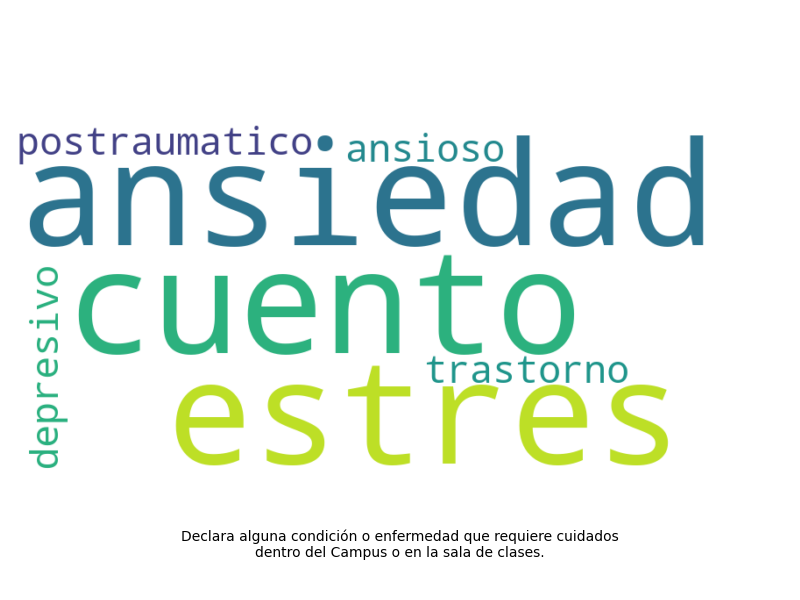 postraumatico
ansioso
ansiedad
cuento
depresivo
trastorno
estres
Declara alguna condición o enfermedad que requiere cuidados
dentro del Campus o en la sala de clases.